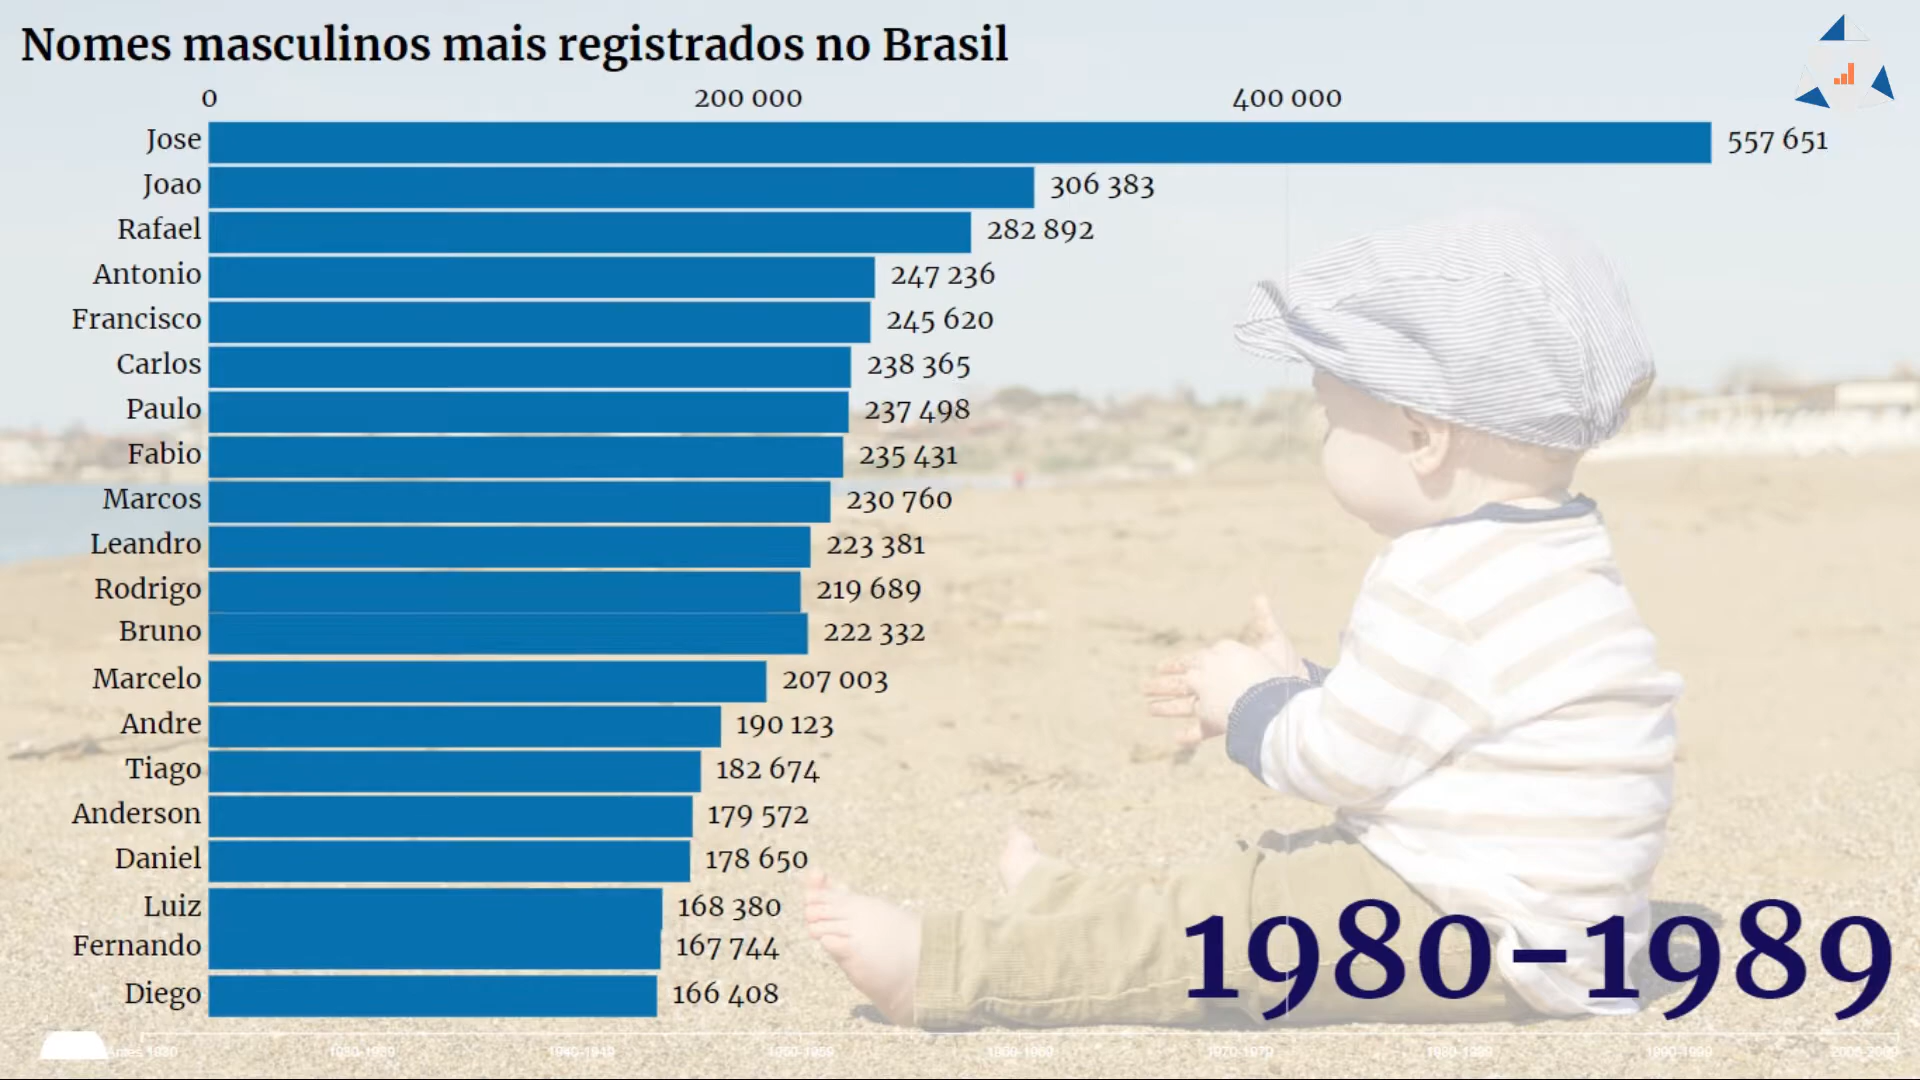 Nomes masculinos mais registrados no Brasil
0 200 000 400 000
Jose 557 651
Joao 306 383
Rafael 282 892
Antonio 247 236
Francisco 245 620
Carlos 238 365
Paulo 237 498
Fabio 235 431
Marcos 230 760
Leandro 223 381
Rodrigo 219 689
Bruno 222 332
Marcelo 207 003
Andre 190 123
Tiago 182 674
Anderson 179 572
Daniel 178 650
Luiz 168 380
Fernando 167 744
Diego 166 408
1980-1989